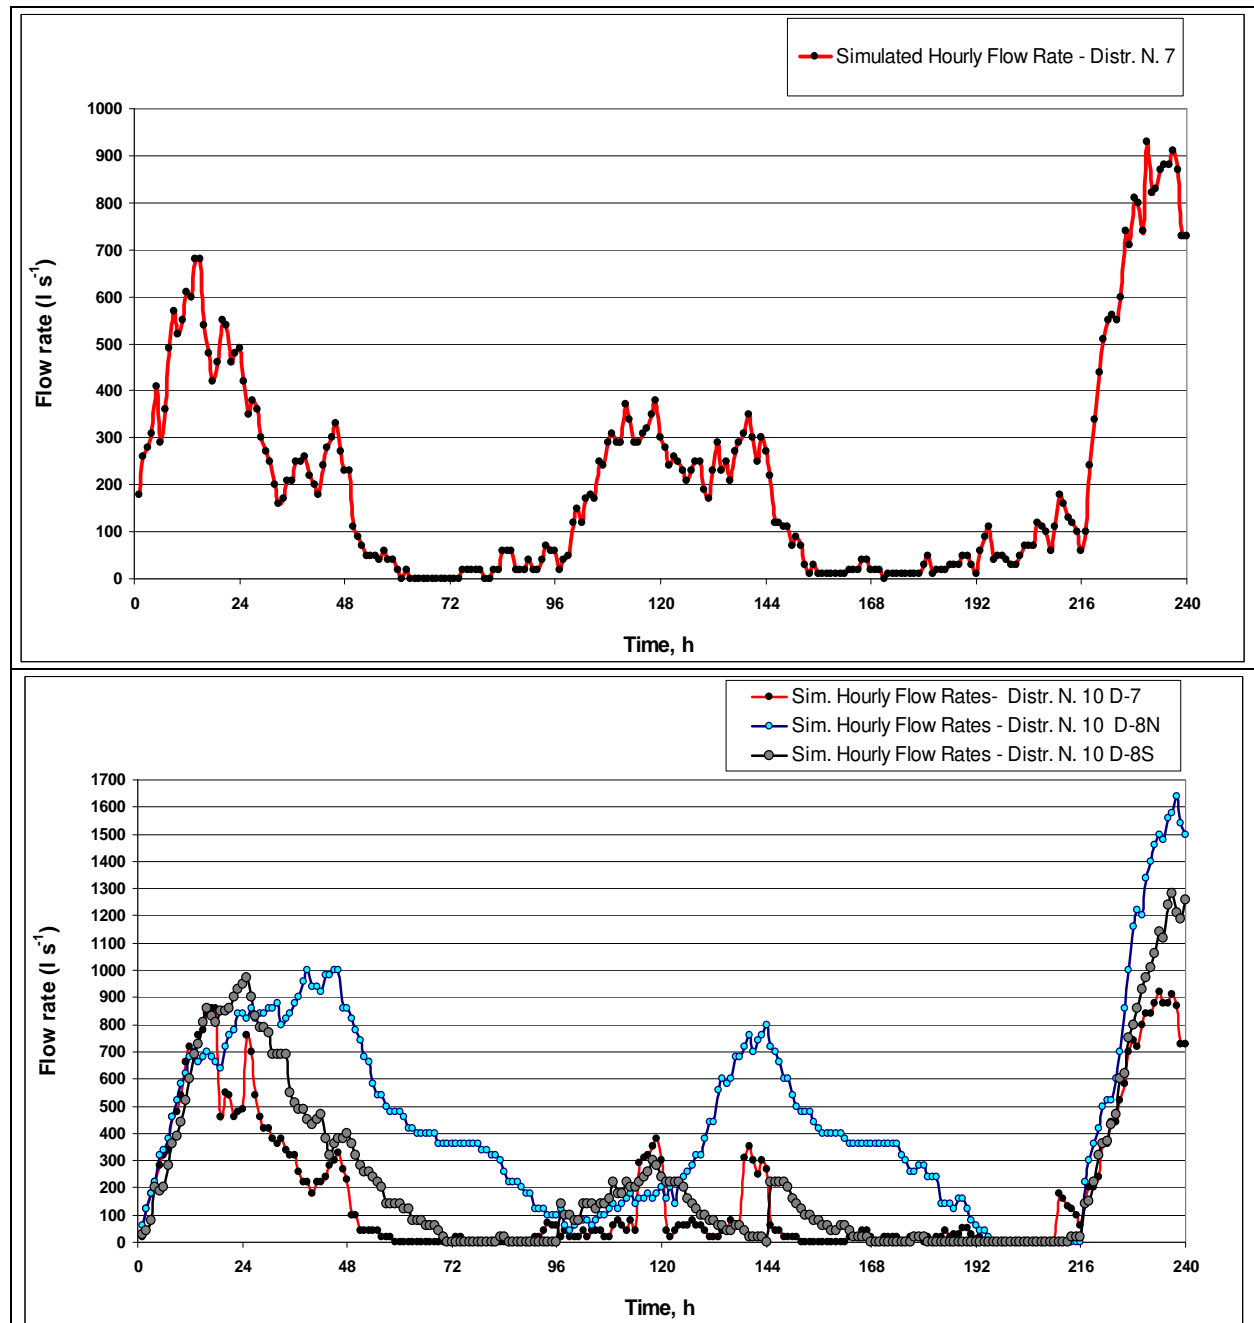 Simulated Hourly Flow Rate - Distr. N. 7
1000
900
800
700
600
500
400
300
200
100
0
Flow rate (l s⁻¹)
0 24 48 72 96 120 144 168 192 216 240
Time, h
Sim. Hourly Flow Rates- Distr. N. 10 D-7
Sim. Hourly Flow Rates - Distr. N. 10 D-8N
Sim. Hourly Flow Rates - Distr. N. 10 D-8S
1700
1600
1500
1400
1300
1200
1100
1000
900
800
700
600
500
400
300
200
100
0
Flow rate (l s⁻¹)
0 24 48 72 96 120 144 168 192 216 240
Time, h